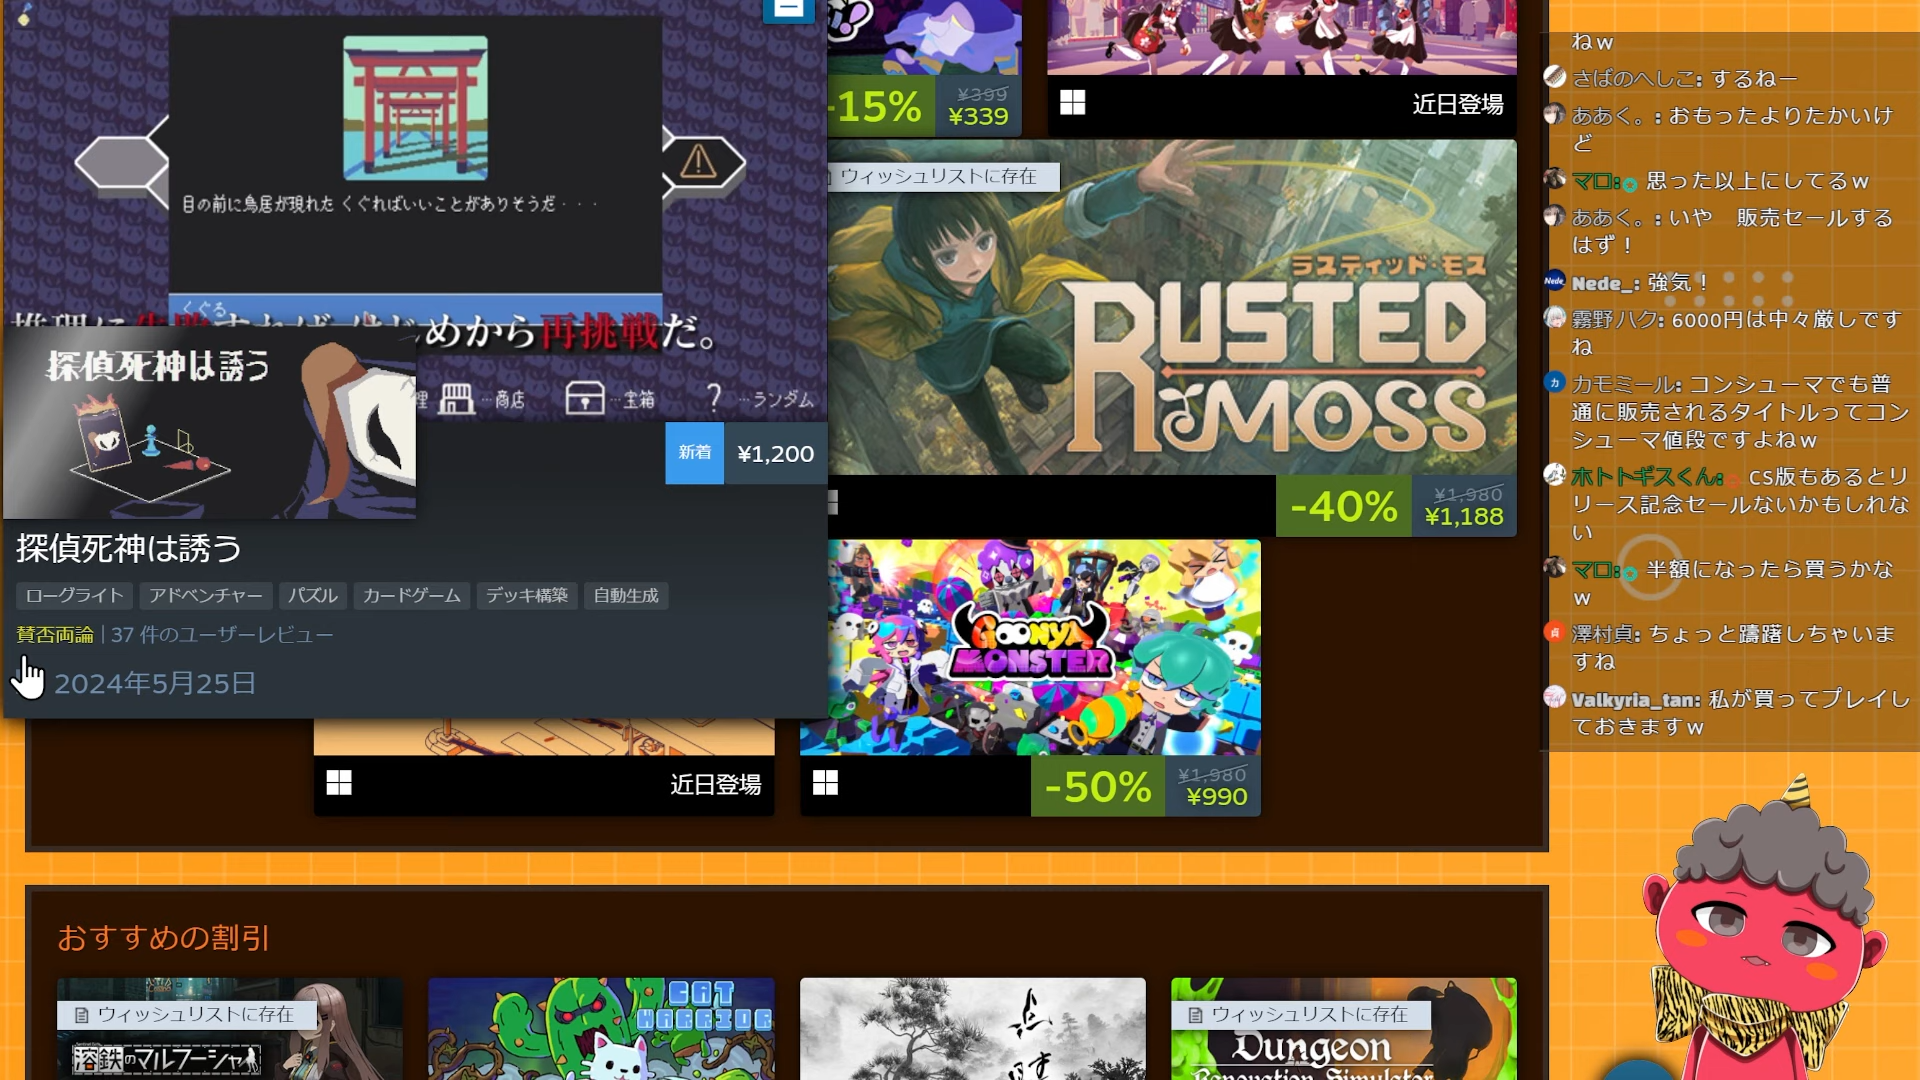 目の前に鳥居が現れた くぐればいいことがありそうだ・・・
くぐる
めから再挑戦だ。
理
…商店
…宝箱
?
…ランダム
探偵死神は誘う
新着
¥1,200
探偵死神は誘う
ローグライト
アドベンチャー
パズル
カードゲーム
デッキ構築
自動生成
賛否両論 | 37 件のユーザーレビュー
2024年5月25日
-15%
¥399
¥339
近日登場
ウィッシュリストに存在
ラスティッド・モス
RUSTED
MOSS
-40%
¥1,980
¥1,188
GOONYA
MONSTER
近日登場
-50%
¥1,980
¥990
おすすめの割引
ウィッシュリストに存在
溶鉄のマルフーシャ
CAT
WARRIOR
ウィッシュリストに存在
Dungeon
Renovation Simulator
ねw
さばのへしこ: するねー
ああく。: おもったよりたかいけ
ど
マロ: 思った以上にしてるw
ああく。: いや 販売セールする
はず！
Nede_: 強気！
霧野ハク: 6000円は中々厳しです
ね
カモミール: コンシューマでも普
通に販売されるタイトルってコン
シューマ値段ですよねw
ホトトギスくん: CS版もあるとリ
リース記念セールないかもしれな
い
マロ: 半額になったら買うかな
w
澤村貞: ちょっと躊躇しちゃいま
すね
Valkyria_tan: 私が買ってプレイし
ておきますw